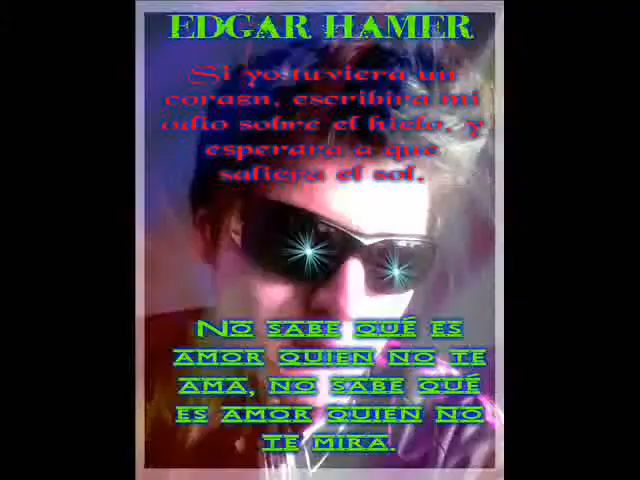 EDGAR HAMER
Si yo tuviera un
corazn, escribira mi
odio sobre el hielo, y
esperara a que
saliera el sol.
No sabe qué es
amor quien no te
ama, no sabe qué
es amor quien no
te mira.